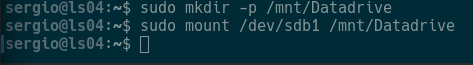 sergio@ls04:~$ sudo mkdir -p /mnt/Datadrive
sergio@ls04:~$ sudo mount /dev/sdb1 /mnt/Datadrive
sergio@ls04:~$